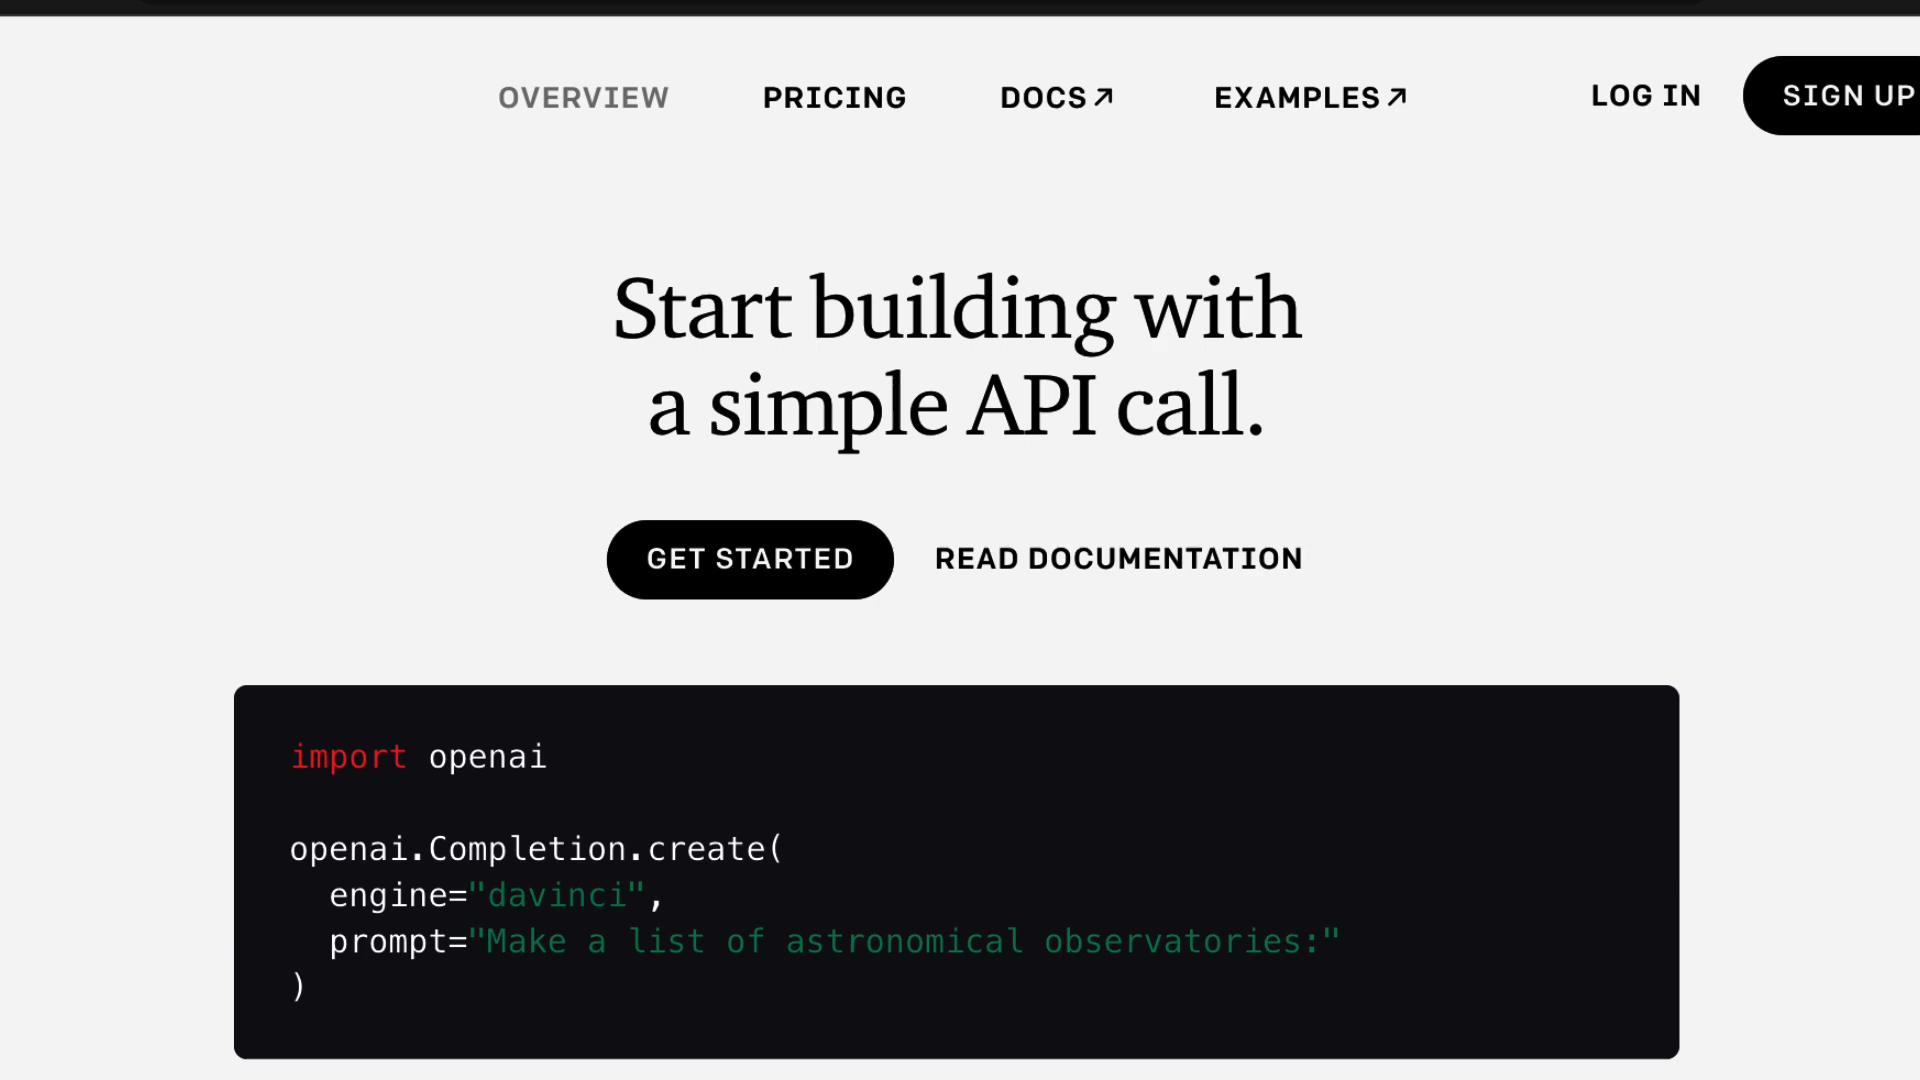 OVERVIEW PRICING DOCS↗ EXAMPLES↗ LOG IN SIGN UP
Start building with
a simple API call.
GET STARTED READ DOCUMENTATION
import openai
openai.Completion.create(
  engine="davinci",
  prompt="Make a list of astronomical observatories:"
)